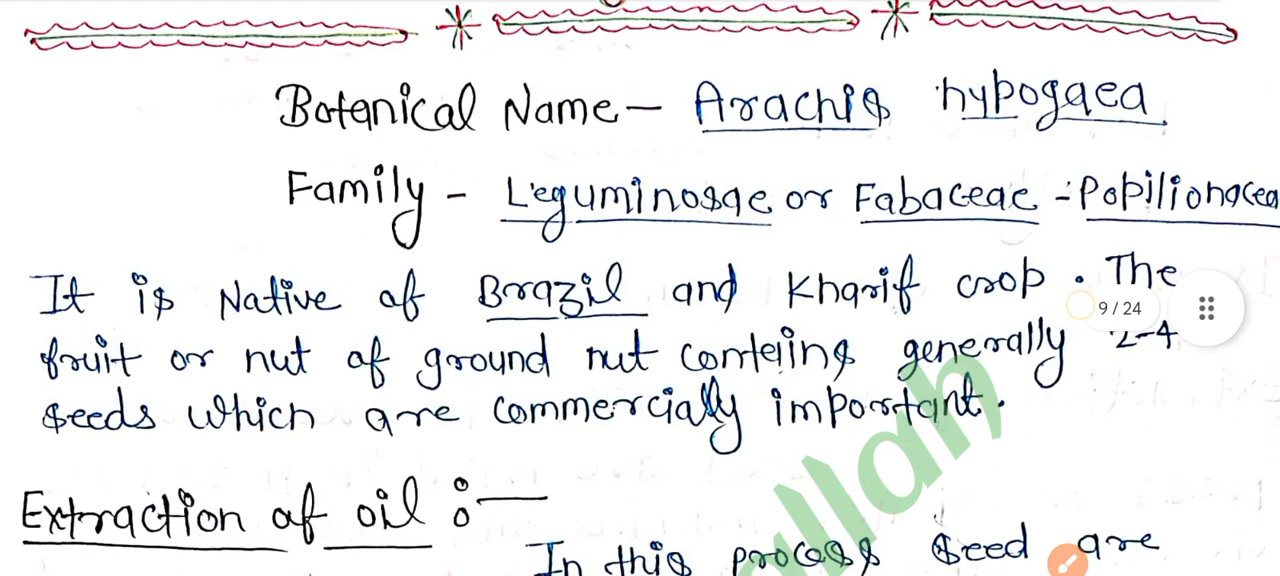 Botanical Name - Arachis hypogaea
Family - Leguminosae or Fabaceae - Papilionacea
It is Native of Brazil and Kharif crop. The
9 / 24
fruit or nut of ground nut contains generally 2-4
seeds which are commercially important.
Extraction of oil :-
In this process seed are
allah